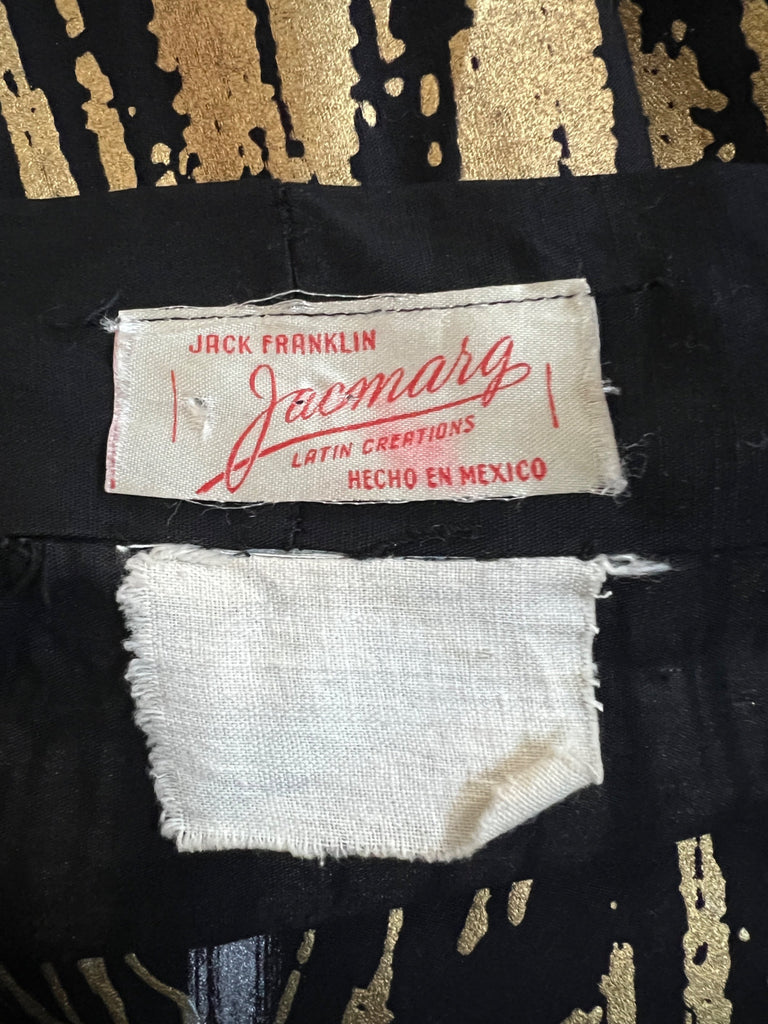 JACK FRANKLIN
Jacmarg
LATIN CREATIONS
HECHO EN MEXICO